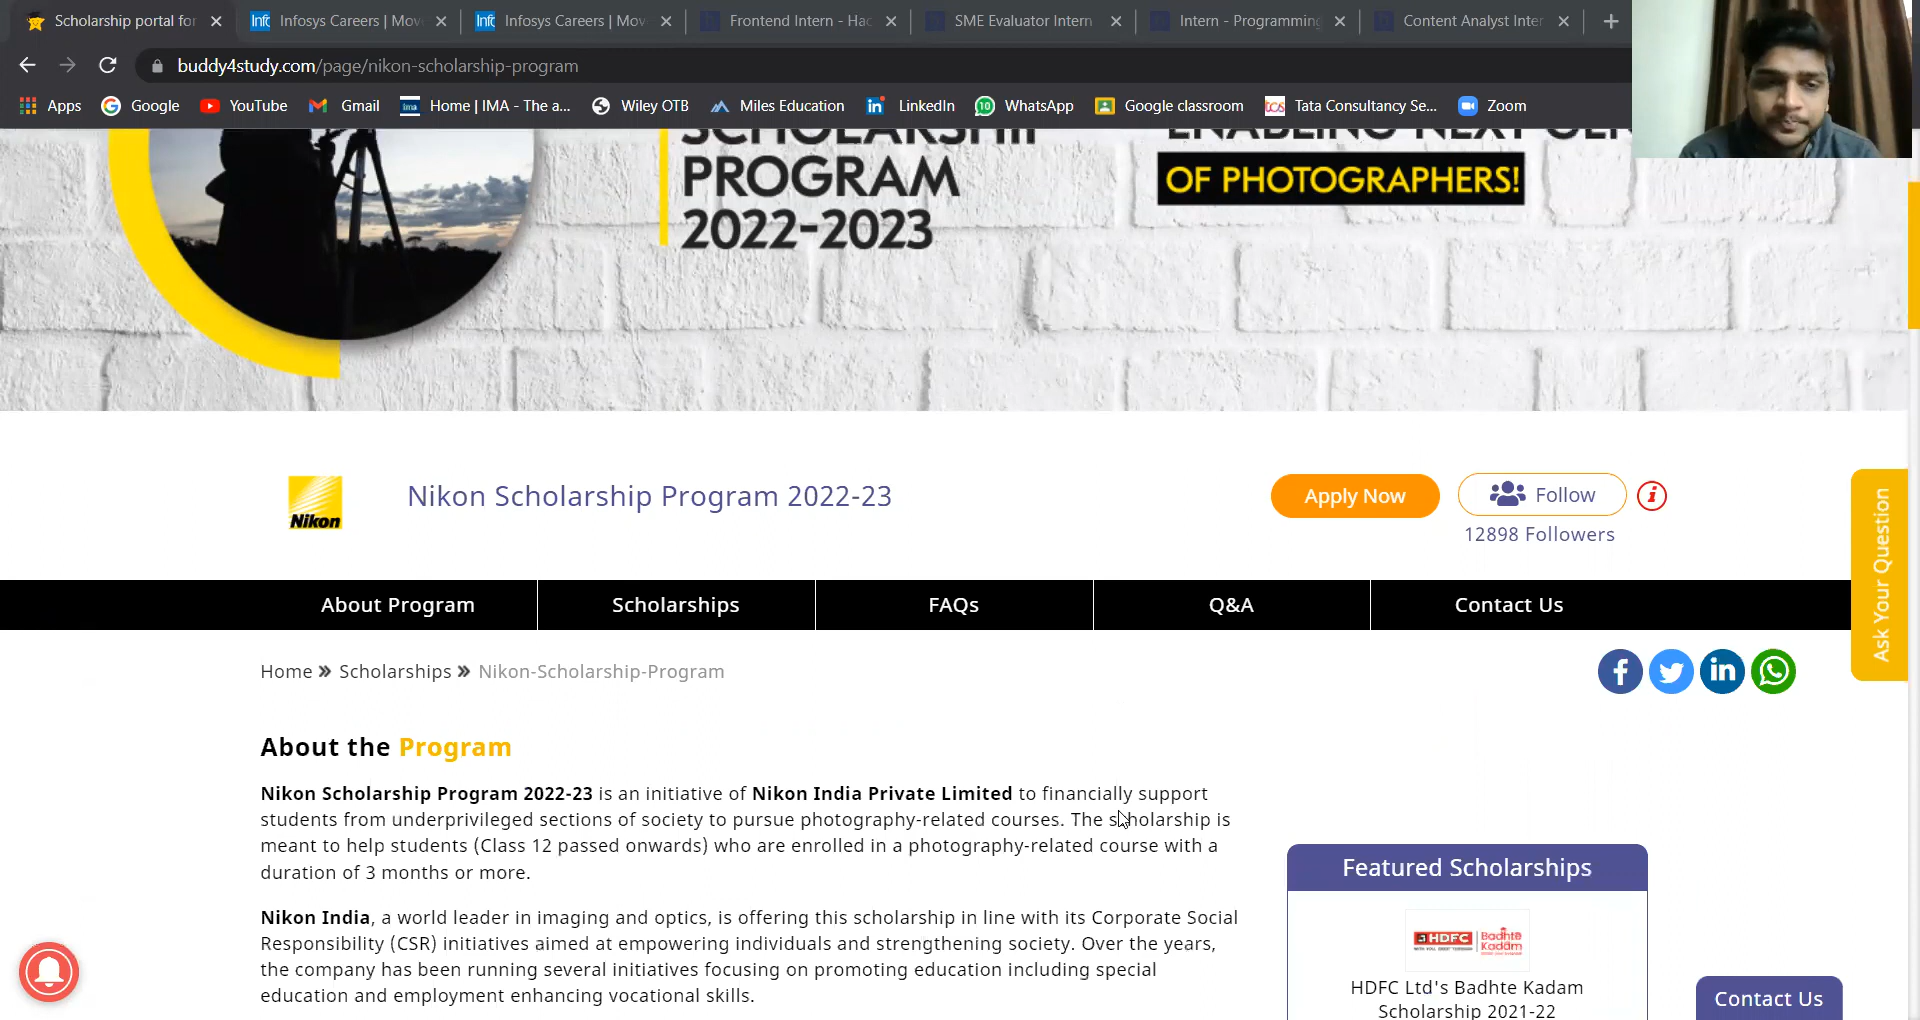 Scholarship portal for
Infosys Careers | Mov
Infosys Careers | Mov
Frontend Intern - Hac
SME Evaluator Intern
Intern - Programming
Content Analyst Inter
buddy4study.com/page/nikon-scholarship-program
Apps
Google
YouTube
Gmail
ima
Home | IMA - The a...
Wiley OTB
Miles Education
in
LinkedIn
10
WhatsApp
Google classroom
tcs
Tata Consultancy Se...
Zoom
SCHOLARSHIP
PROGRAM
2022-2023
ENABLING NEXT GEN
OF PHOTOGRAPHERS!
Nikon
Nikon Scholarship Program 2022-23
Apply Now
Follow
i
12898 Followers
Ask Your Question
About Program
Scholarships
FAQs
Q&A
Contact Us
Home » Scholarships » Nikon-Scholarship-Program
About the Program
Nikon Scholarship Program 2022-23 is an initiative of Nikon India Private Limited to financially support
students from underprivileged sections of society to pursue photography-related courses. The scholarship is
meant to help students (Class 12 passed onwards) who are enrolled in a photography-related course with a
duration of 3 months or more.
Nikon India, a world leader in imaging and optics, is offering this scholarship in line with its Corporate Social
Responsibility (CSR) initiatives aimed at empowering individuals and strengthening society. Over the years,
the company has been running several initiatives focusing on promoting education including special
education and employment enhancing vocational skills.
Featured Scholarships
HDFC
Badhte
Kadam
HDFC Ltd's Badhte Kadam
Scholarship 2021-22
Contact Us